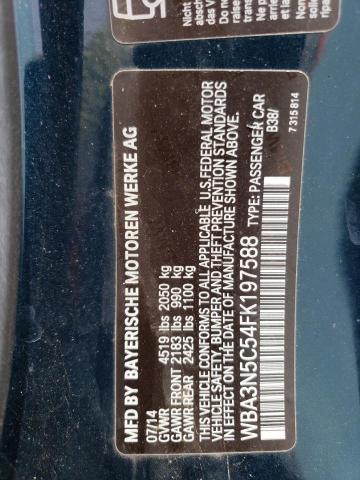 MFD BY BAYERISCHE MOTOREN WERKE AG
07/14
GVWR 4519 lbs 2050 kg
GAWR FRONT 2183 lbs 990 kg
GAWR REAR 2425 lbs 1100 kg
THIS VEHICLE CONFORMS TO ALL APPLICABLE U.S.FEDERAL MOTOR
VEHICLE SAFETY, BUMPER AND THEFT PREVENTION STANDARDS
IN EFFECT ON THE DATE OF MANUFACTURE SHOWN ABOVE.
WBA3N5C54FK197588 TYPE: PASSENGER CAR
B38/
7 315 814
Nicht